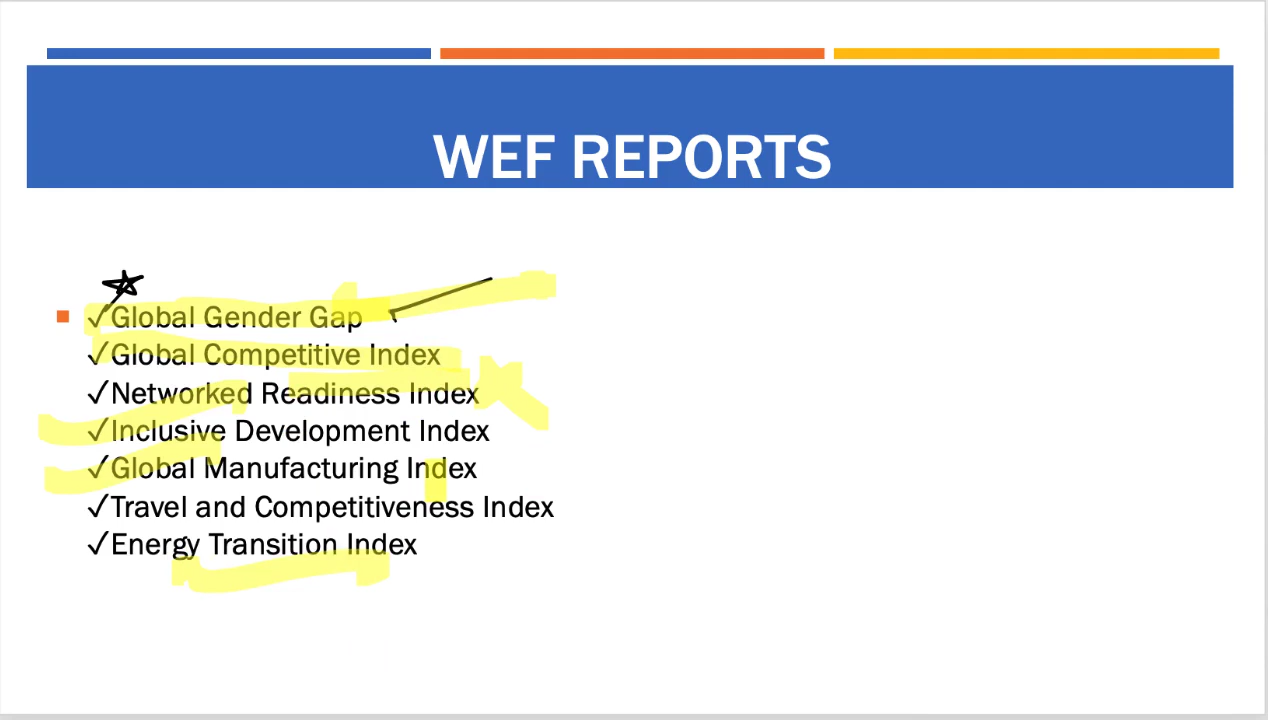 WEF REPORTS
✓Global Gender Gap
✓Global Competitive Index
✓Networked Readiness Index
✓Inclusive Development Index
✓Global Manufacturing Index
✓Travel and Competitiveness Index
✓Energy Transition Index